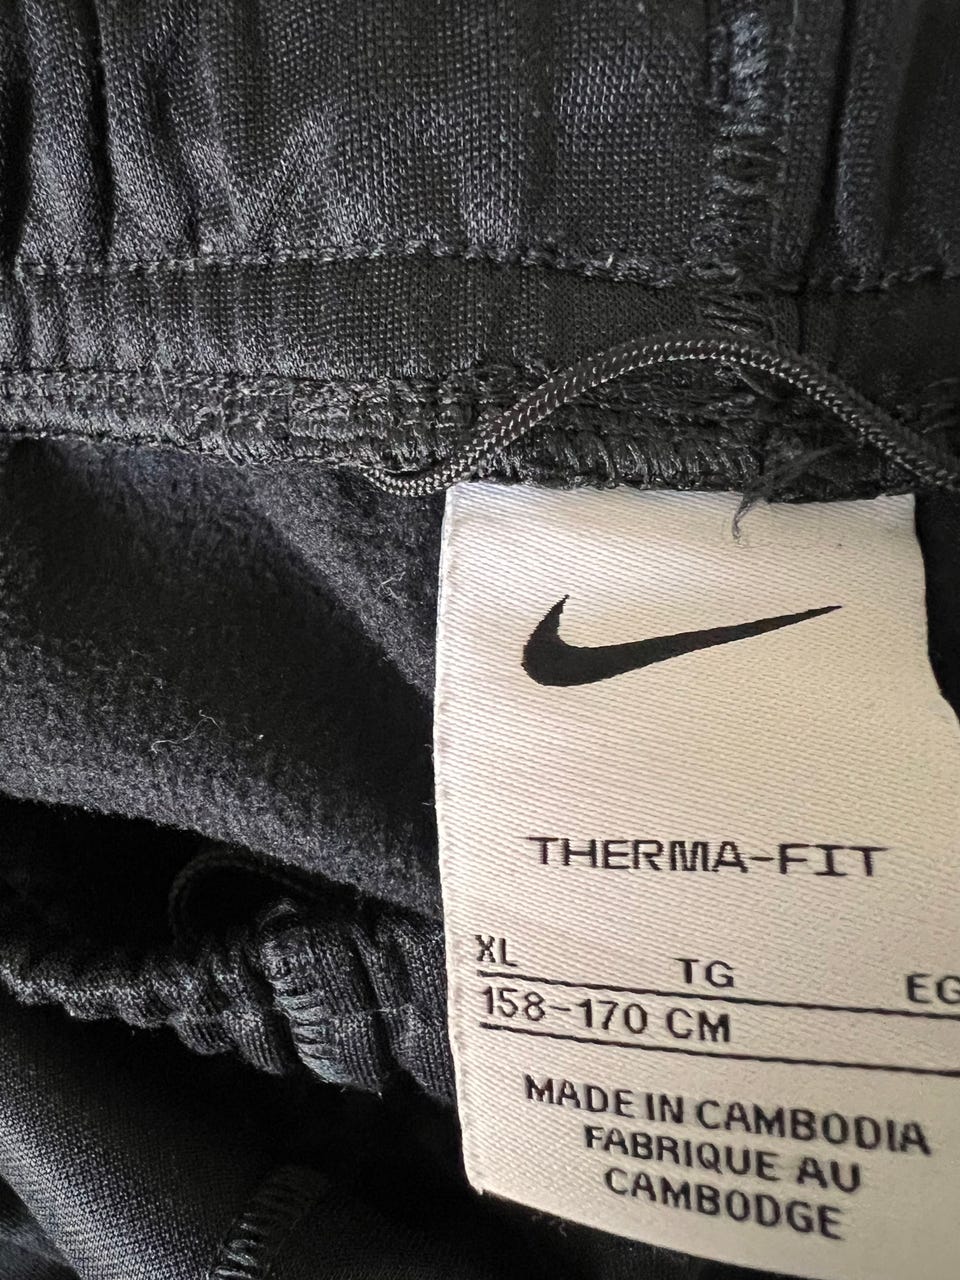 THERMA-FIT
XL TG EG
158-170 CM
MADE IN CAMBODIA
FABRIQUE AU
CAMBODGE